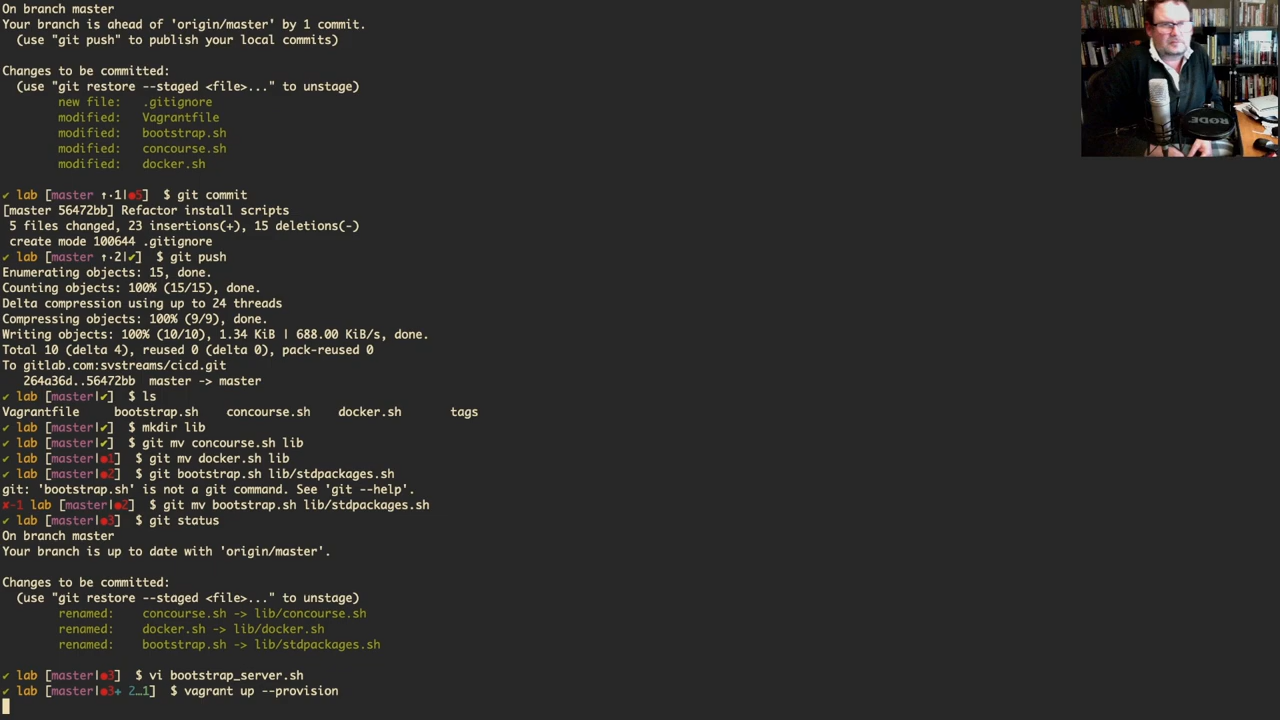 On branch master
Your branch is ahead of 'origin/master' by 1 commit.
  (use "git push" to publish your local commits)
Changes to be committed:
  (use "git restore --staged <file>..." to unstage)
        new file:   .gitignore
        modified:   Vagrantfile
        modified:   bootstrap.sh
        modified:   concourse.sh
        modified:   docker.sh
✔ lab [master ↑·1|●5]  $ git commit
[master 56472bb] Refactor install scripts
 5 files changed, 23 insertions(+), 15 deletions(-)
 create mode 100644 .gitignore
✔ lab [master ↑·2|✔]  $ git push
Enumerating objects: 15, done.
Counting objects: 100% (15/15), done.
Delta compression using up to 24 threads
Compressing objects: 100% (9/9), done.
Writing objects: 100% (10/10), 1.34 KiB | 688.00 KiB/s, done.
Total 10 (delta 4), reused 0 (delta 0), pack-reused 0
To gitlab.com:svstreams/cicd.git
   264a36d..56472bb  master -> master
✔ lab [master|✔]  $ ls
Vagrantfile     bootstrap.sh    concourse.sh    docker.sh       tags
✔ lab [master|✔]  $ mkdir lib
✔ lab [master|✔]  $ git mv concourse.sh lib
✔ lab [master|●1]  $ git mv docker.sh lib
✔ lab [master|●2]  $ git bootstrap.sh lib/stdpackages.sh
git: 'bootstrap.sh' is not a git command. See 'git --help'.
✘-1 lab [master|●2]  $ git mv bootstrap.sh lib/stdpackages.sh
✔ lab [master|●3]  $ git status
On branch master
Your branch is up to date with 'origin/master'.
Changes to be committed:
  (use "git restore --staged <file>..." to unstage)
        renamed:    concourse.sh -> lib/concourse.sh
        renamed:    docker.sh -> lib/docker.sh
        renamed:    bootstrap.sh -> lib/stdpackages.sh
✔ lab [master|●3]  $ vi bootstrap_server.sh
✔ lab [master|●3+ 2…1]  $ vagrant up --provision
RØDE